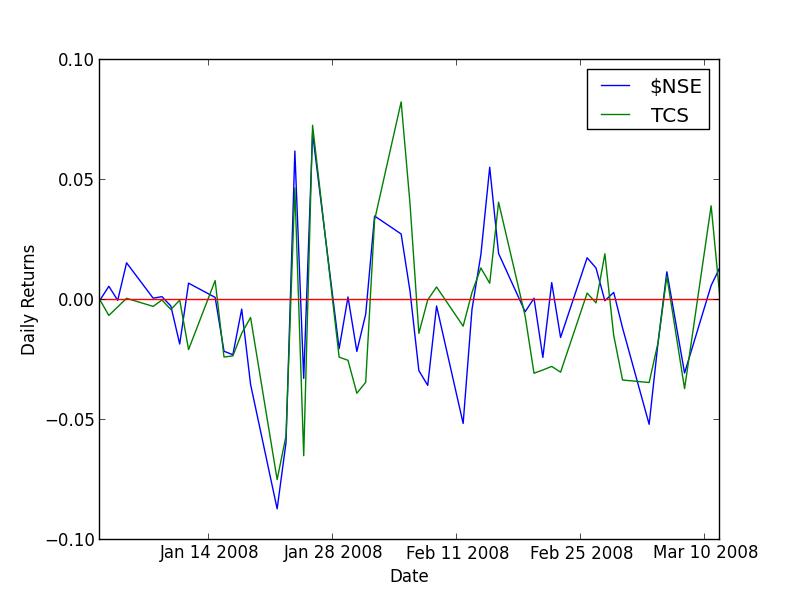 0.10
0.05
0.00
−0.05
−0.10
Daily Returns
$NSE
TCS
Jan 14 2008 Jan 28 2008 Feb 11 2008 Feb 25 2008 Mar 10 2008
Date